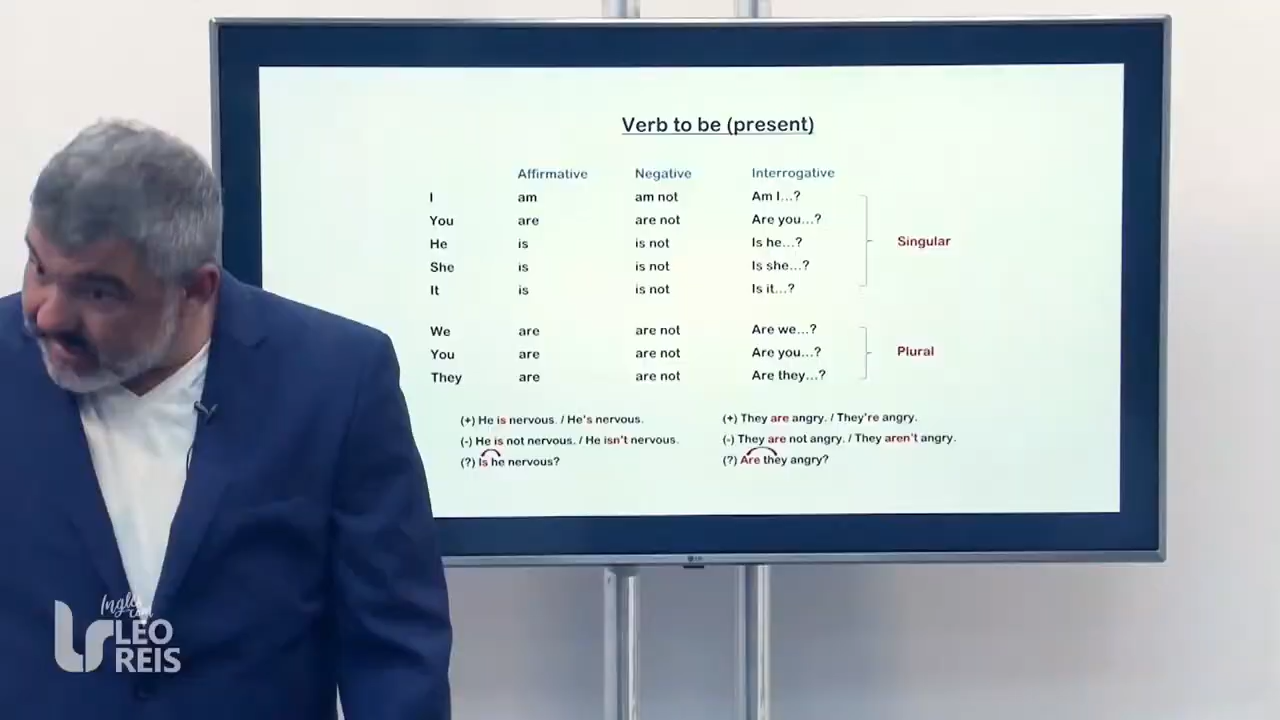 Verb to be (present)
Affirmative Negative Interrogative
I am am not Am I...?
You are are not Are you...?
He is is not Is he...?
She is is not Is she...?
It is is not Is it...?
Singular
We are are not Are we...?
You are are not Are you...?
They are are not Are they...?
Plural
(+) He is nervous. / He's nervous.
(-) He is not nervous. / He isn't nervous.
(?) Is he nervous?
(+) They are angry. / They're angry.
(-) They are not angry. / They aren't angry.
(?) Are they angry?
LG
Inglês
com
LEO
REIS